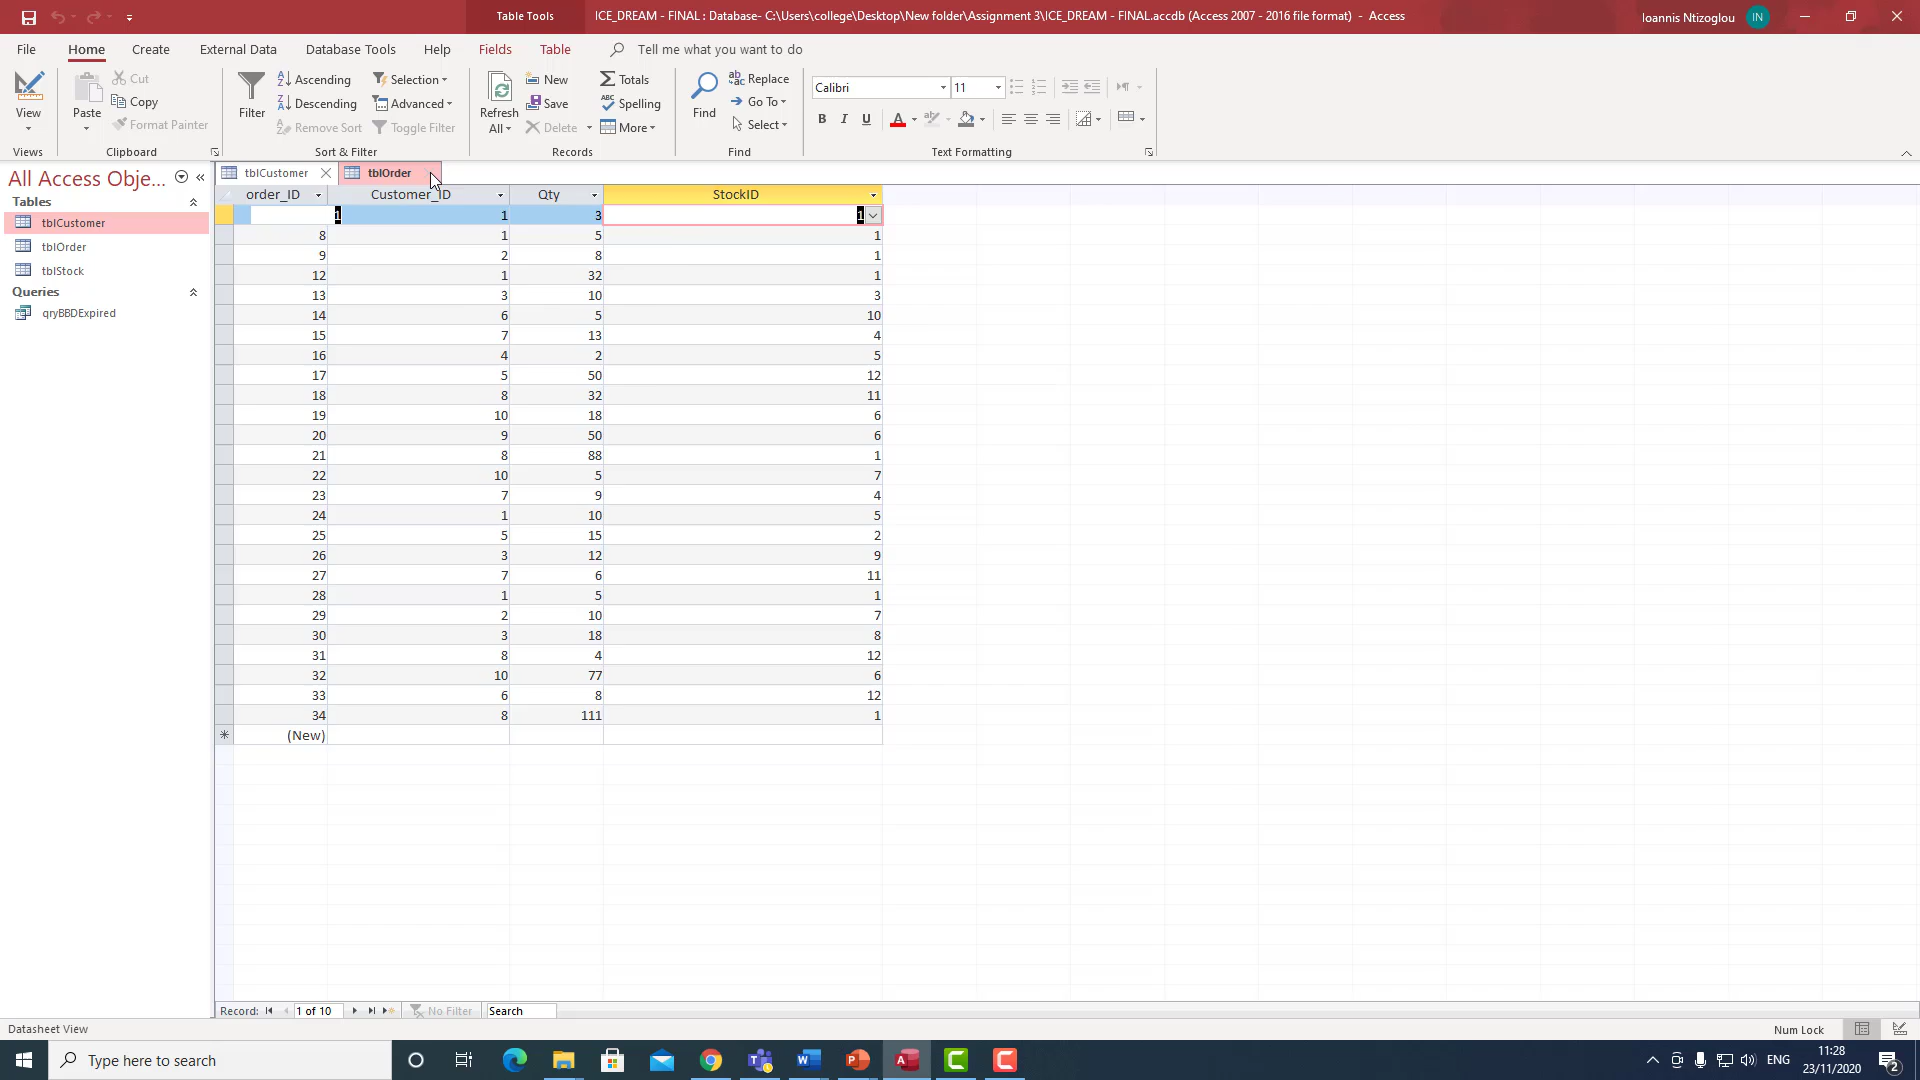 Table Tools
ICE_DREAM - FINAL : Database- C:\Users\college\Desktop\New folder\Assignment 3\ICE_DREAM - FINAL.accdb (Access 2007 - 2016 file format) - Access
Ioannis Ntizoglou
IN
File Home Create External Data Database Tools Help Fields Table Tell me what you want to do
View
Views
Paste
Cut
Copy
Format Painter
Clipboard
Filter
Ascending
Descending
Remove Sort
Selection
Advanced
Toggle Filter
Sort & Filter
Refresh
All
New
Save
Delete
Totals
Spelling
More
Records
Find
Replace
Go To
Select
Find
Calibri 11
B I U
Text Formatting
All Access Obje...
Tables
tblCustomer
tblOrder
tblStock
Queries
qryBBDExpired
tblCustomer tblOrder
order_ID Customer_ID Qty StockID
1 1 3 1
8 1 5 1
9 2 8 1
12 1 32 1
13 3 10 3
14 6 5 10
15 7 13 4
16 4 2 5
17 5 50 12
18 8 32 11
19 10 18 6
20 9 50 6
21 8 88 1
22 10 5 7
23 7 9 4
24 1 10 5
25 5 15 2
26 3 12 9
27 7 6 11
28 1 5 1
29 2 10 7
30 3 18 8
31 8 4 12
32 10 77 6
33 6 8 12
34 8 111 1
(New)
Record: 1 of 10 No Filter Search
Datasheet View
Num Lock
Type here to search
ENG
11:28
23/11/2020
2